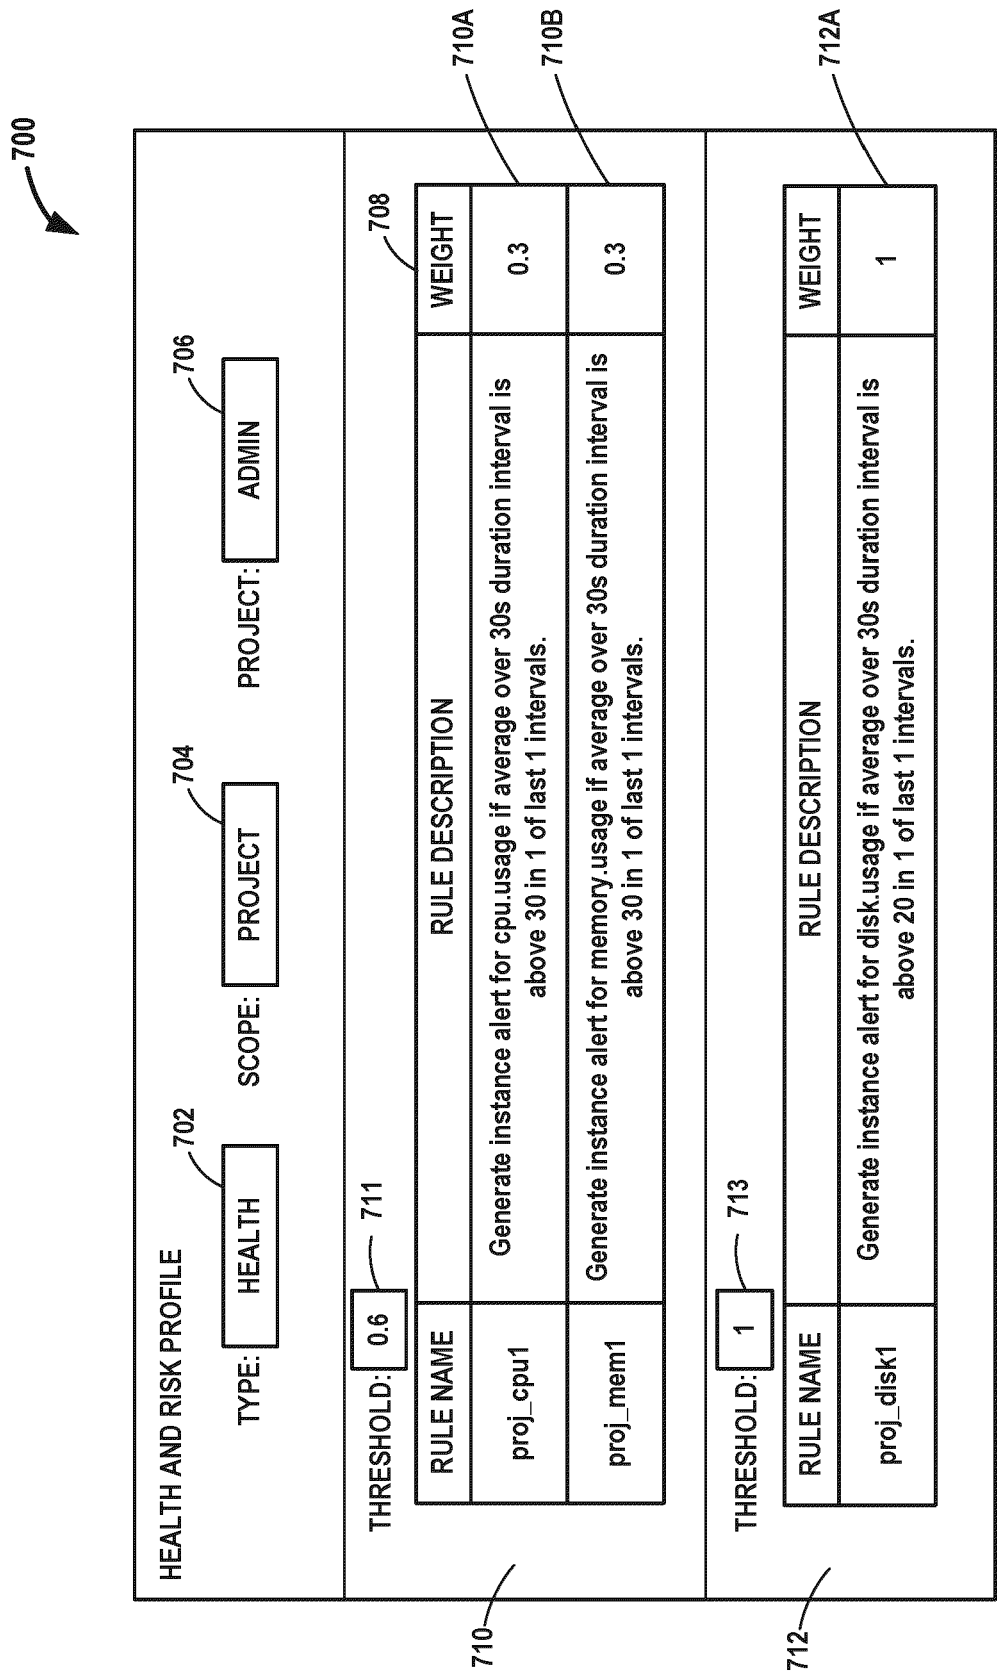 700
HEALTH AND RISK PROFILE
702
704
706
TYPE: HEALTH
SCOPE: PROJECT
PROJECT: ADMIN
711
708
THRESHOLD: 0.6
RULE NAME
RULE DESCRIPTION
WEIGHT
710A
proj_cpu1
Generate instance alert for cpu.usage if average over 30s duration interval is
above 30 in 1 of last 1 intervals.
0.3
710
710B
proj_mem1
Generate instance alert for memory.usage if average over 30s duration interval is
above 30 in 1 of last 1 intervals.
0.3
713
THRESHOLD: 1
RULE NAME
RULE DESCRIPTION
WEIGHT
712A
proj_disk1
Generate instance alert for disk.usage if average over 30s duration interval is
above 20 in 1 of last 1 intervals.
1
712